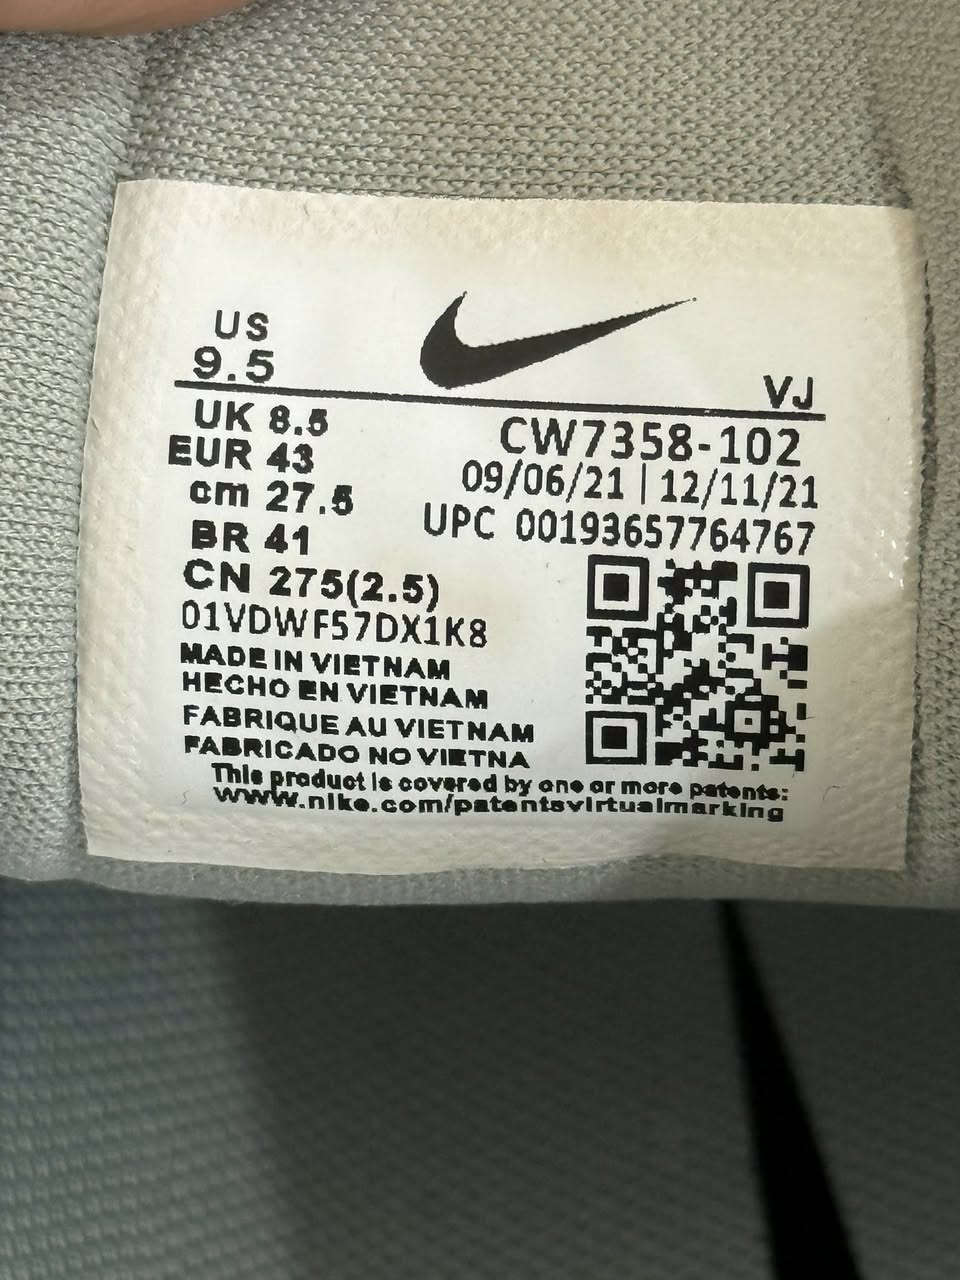 US
9.5
VJ
UK 8.5
EUR 43
cm 27.5
BR 41
CN 275(2.5)
CW7358-102
09/06/21 | 12/11/21
UPC 00193657764767
01VDWF57DX1K8
MADE IN VIETNAM
HECHO EN VIETNAM
FABRIQUE AU VIETNAM
FABRICADO NO VIETNA
This product is covered by one or more patents:
www.nike.com/patentsvirtualmarking